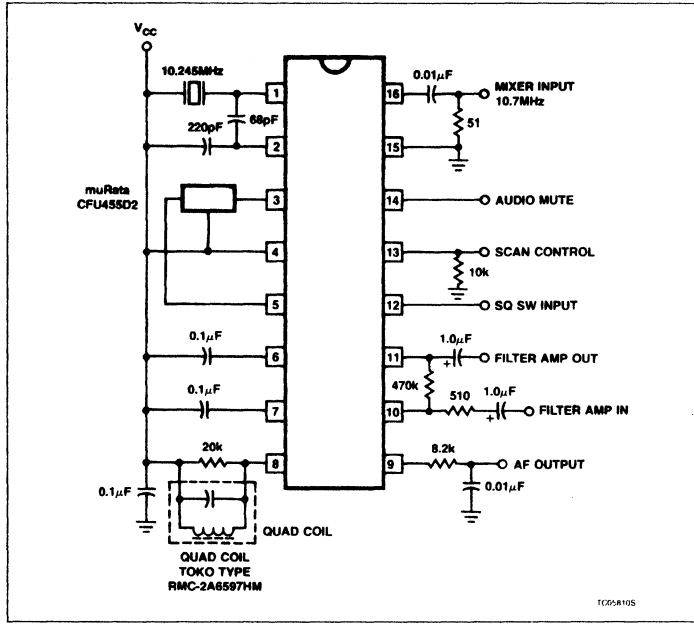 VCC
10.245MHz
68pF
220pF
muRata
CFU455D2
0.1μF
0.1μF
20k
0.1μF
QUAD COIL
QUAD COIL
TOKO TYPE
RMC-2A6597HM
1
2
3
4
5
6
7
8
16
15
14
13
12
11
10
9
0.01μF
MIXER INPUT
10.7MHz
51
AUDIO MUTE
SCAN CONTROL
10k
SQ SW INPUT
1.0μF
+
FILTER AMP OUT
470k
510
1.0μF
+
FILTER AMP IN
8.2k
AF OUTPUT
0.01μF
TC05810S